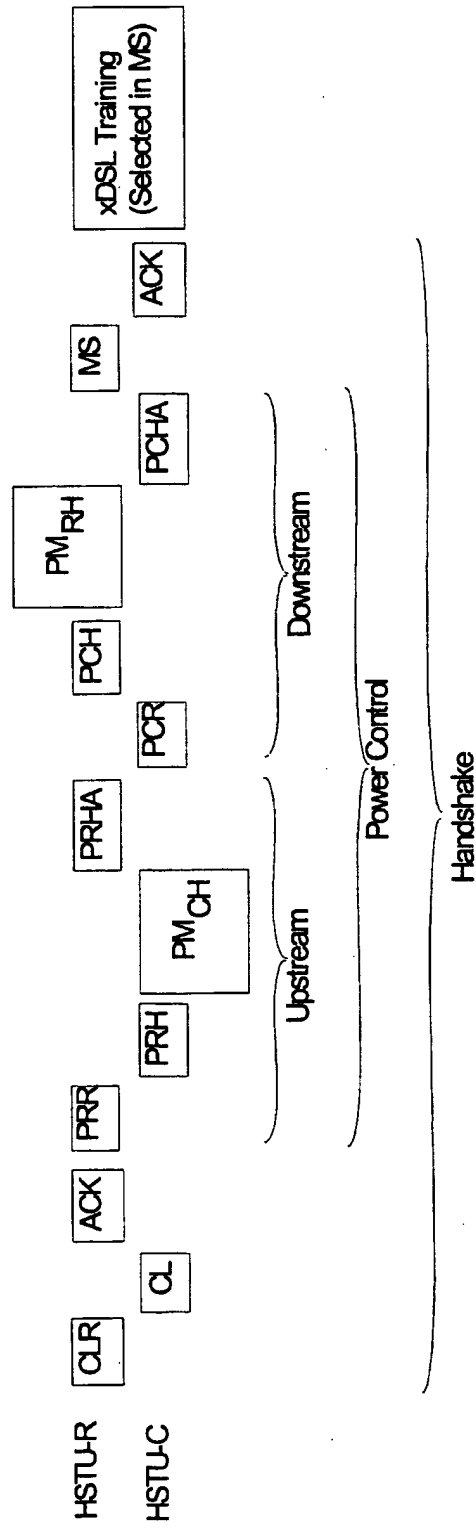 HSTU-R
HSTU-C
CLR
CL
ACK
PRR
PRH
PM CH
PRHA
PCR
PCH
PM RH
PCHA
MS
ACK
xDSL Training
(Selected in MS)
Upstream
Downstream
Power Control
Handshake